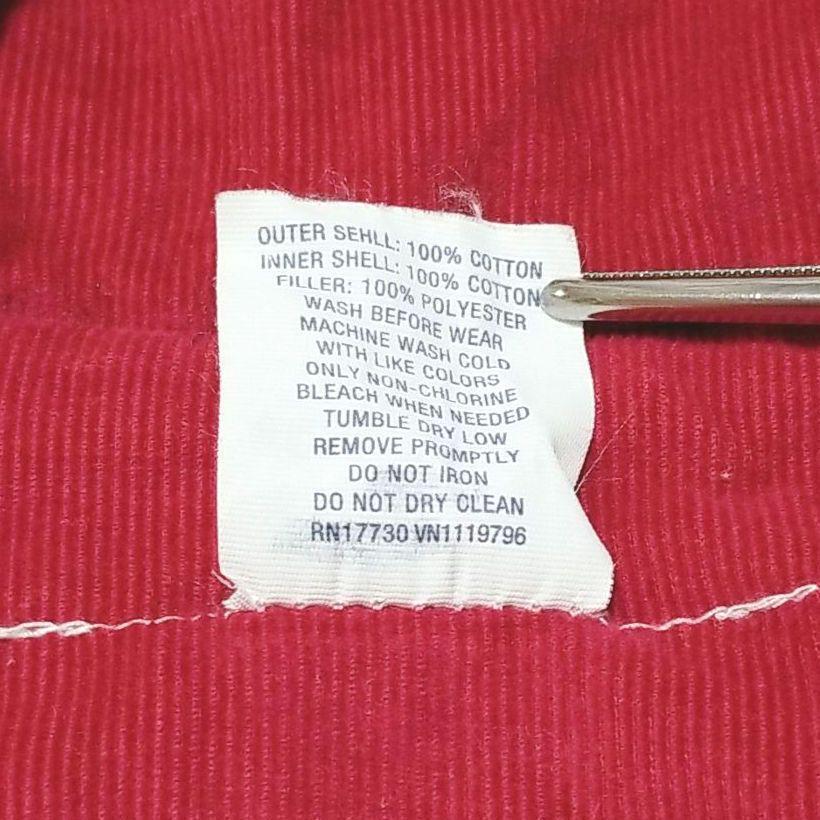 OUTER SEHLL: 100% COTTON
INNER SHELL: 100% COTTON
FILLER: 100% POLYESTER
WASH BEFORE WEAR
MACHINE WASH COLD
WITH LIKE COLORS
ONLY NON-CHLORINE
BLEACH WHEN NEEDED
TUMBLE DRY LOW
REMOVE PROMPTLY
DO NOT IRON
DO NOT DRY CLEAN
RN17730 VN1119796